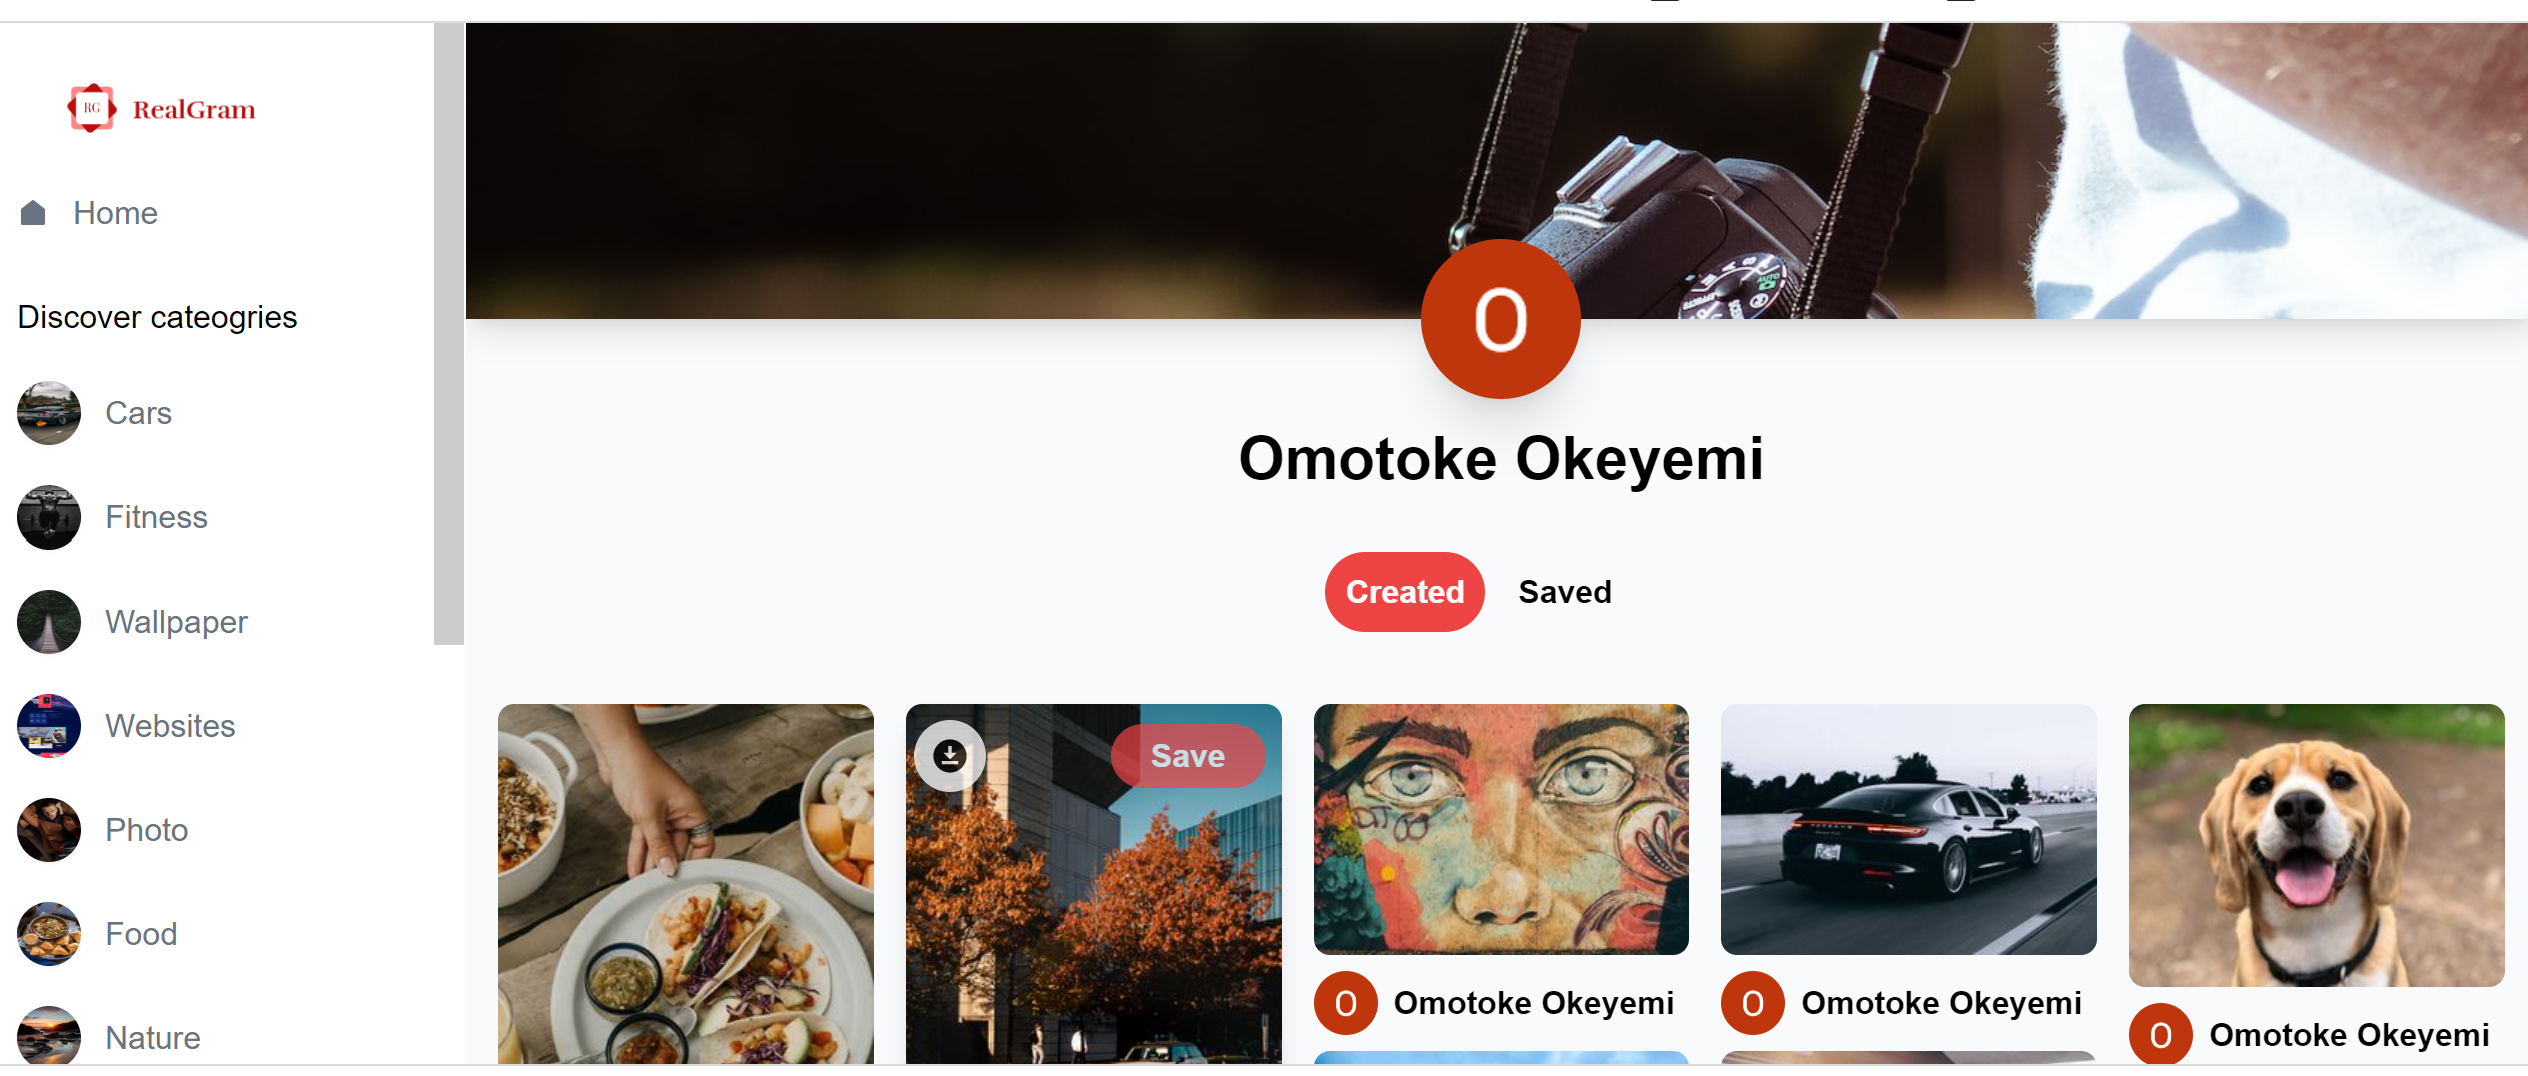 RG
RealGram
Home
Discover cateogries
Cars
Fitness
Wallpaper
Websites
Photo
Food
Nature
AUTO
O
Omotoke Okeyemi
Created
Saved
Save
O
Omotoke Okeyemi
O
Omotoke Okeyemi
O
Omotoke Okeyemi